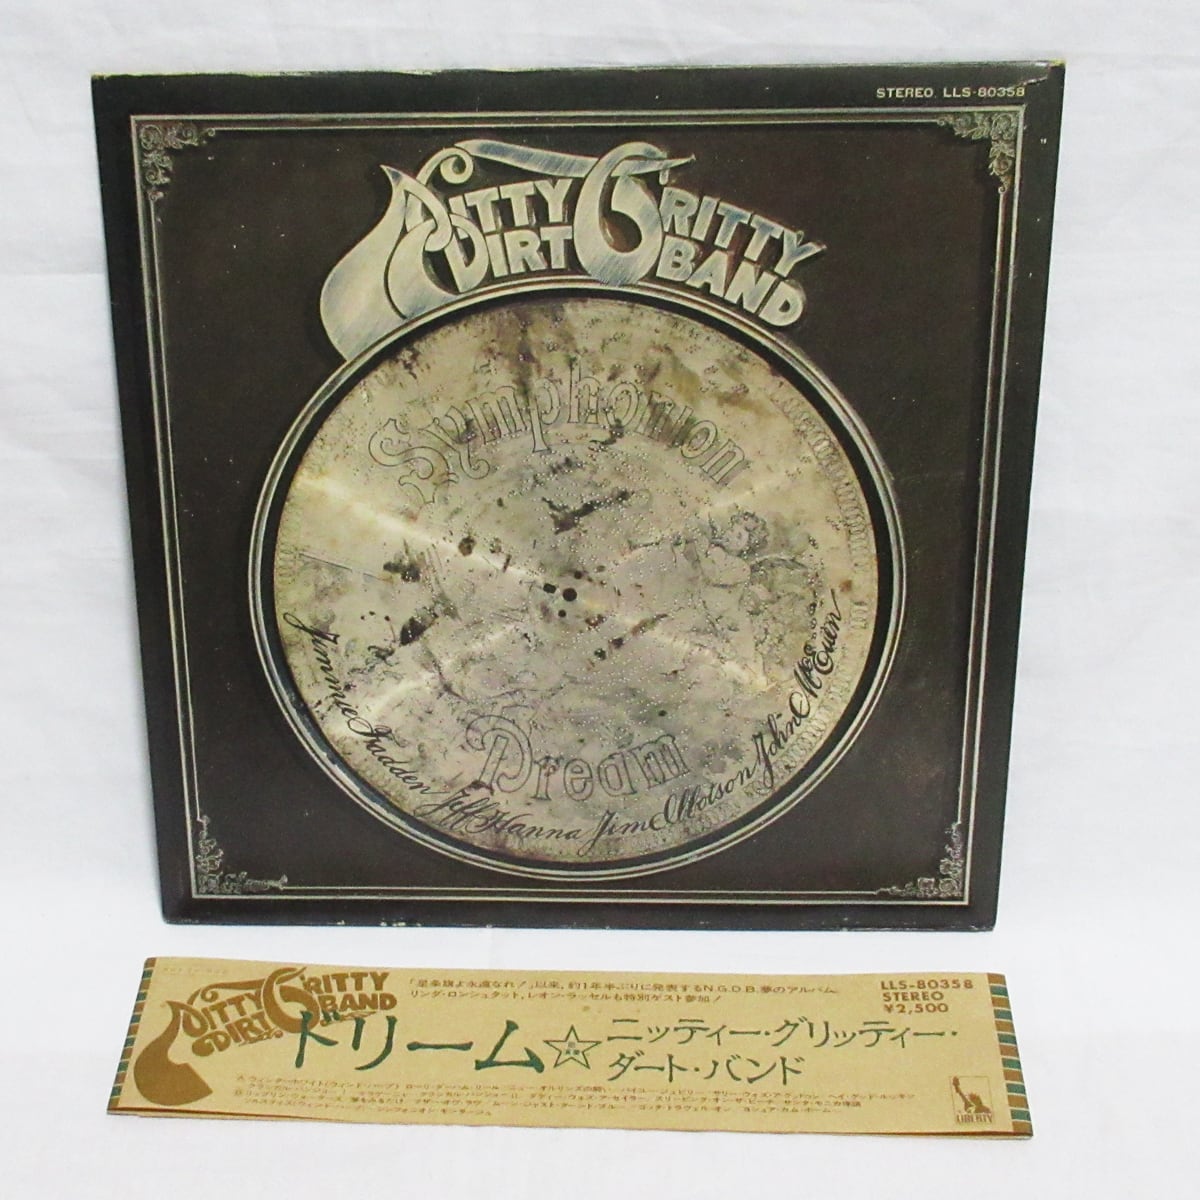 STEREO. LLS-80358
NITTY GRITTY
DIRT BAND
Symphonion
Dream
Jimmie Fadden Jeff Hanna Jim Ibbotson John McEuen
NITTY GRITTY
DIRT BAND
「星条旗よ永遠なれ!」以来,約1年半ぶりに発表するN.G.D.B.夢のアルバム。
リンダ・ロンシュタット,レオン・ラッセルも特別ゲスト参加!
LLS-80358
STEREO
¥2,500
ドリーム☆ニッティー・グリッティー・
ダート・バンド
LIBERTY